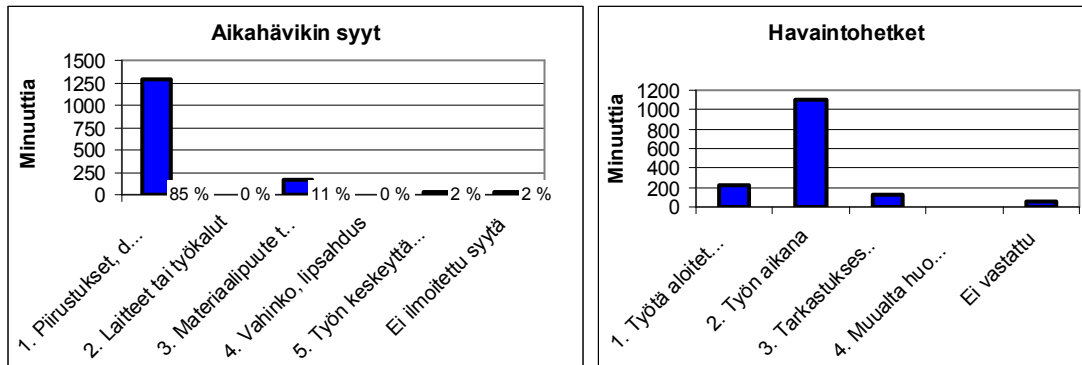 Aikahävikin syyt
Minuuttia
1500
1250
1000
750
500
250
0
85 %
0 %
11 %
0 %
2 %
2 %
1. Piirustukset, d...
2. Laitteet tai työkalut
3. Materiaalipuute t..
4. Vahinko, lipsahdus
5. Työn keskeyttä...
Ei ilmoitettu syytä
Havaintohetket
Minuuttia
1200
1000
800
600
400
200
0
1. Työtä aloitet...
2. Työn aikana
3. Tarkastukses..
4. Muualta huo...
Ei vastattu